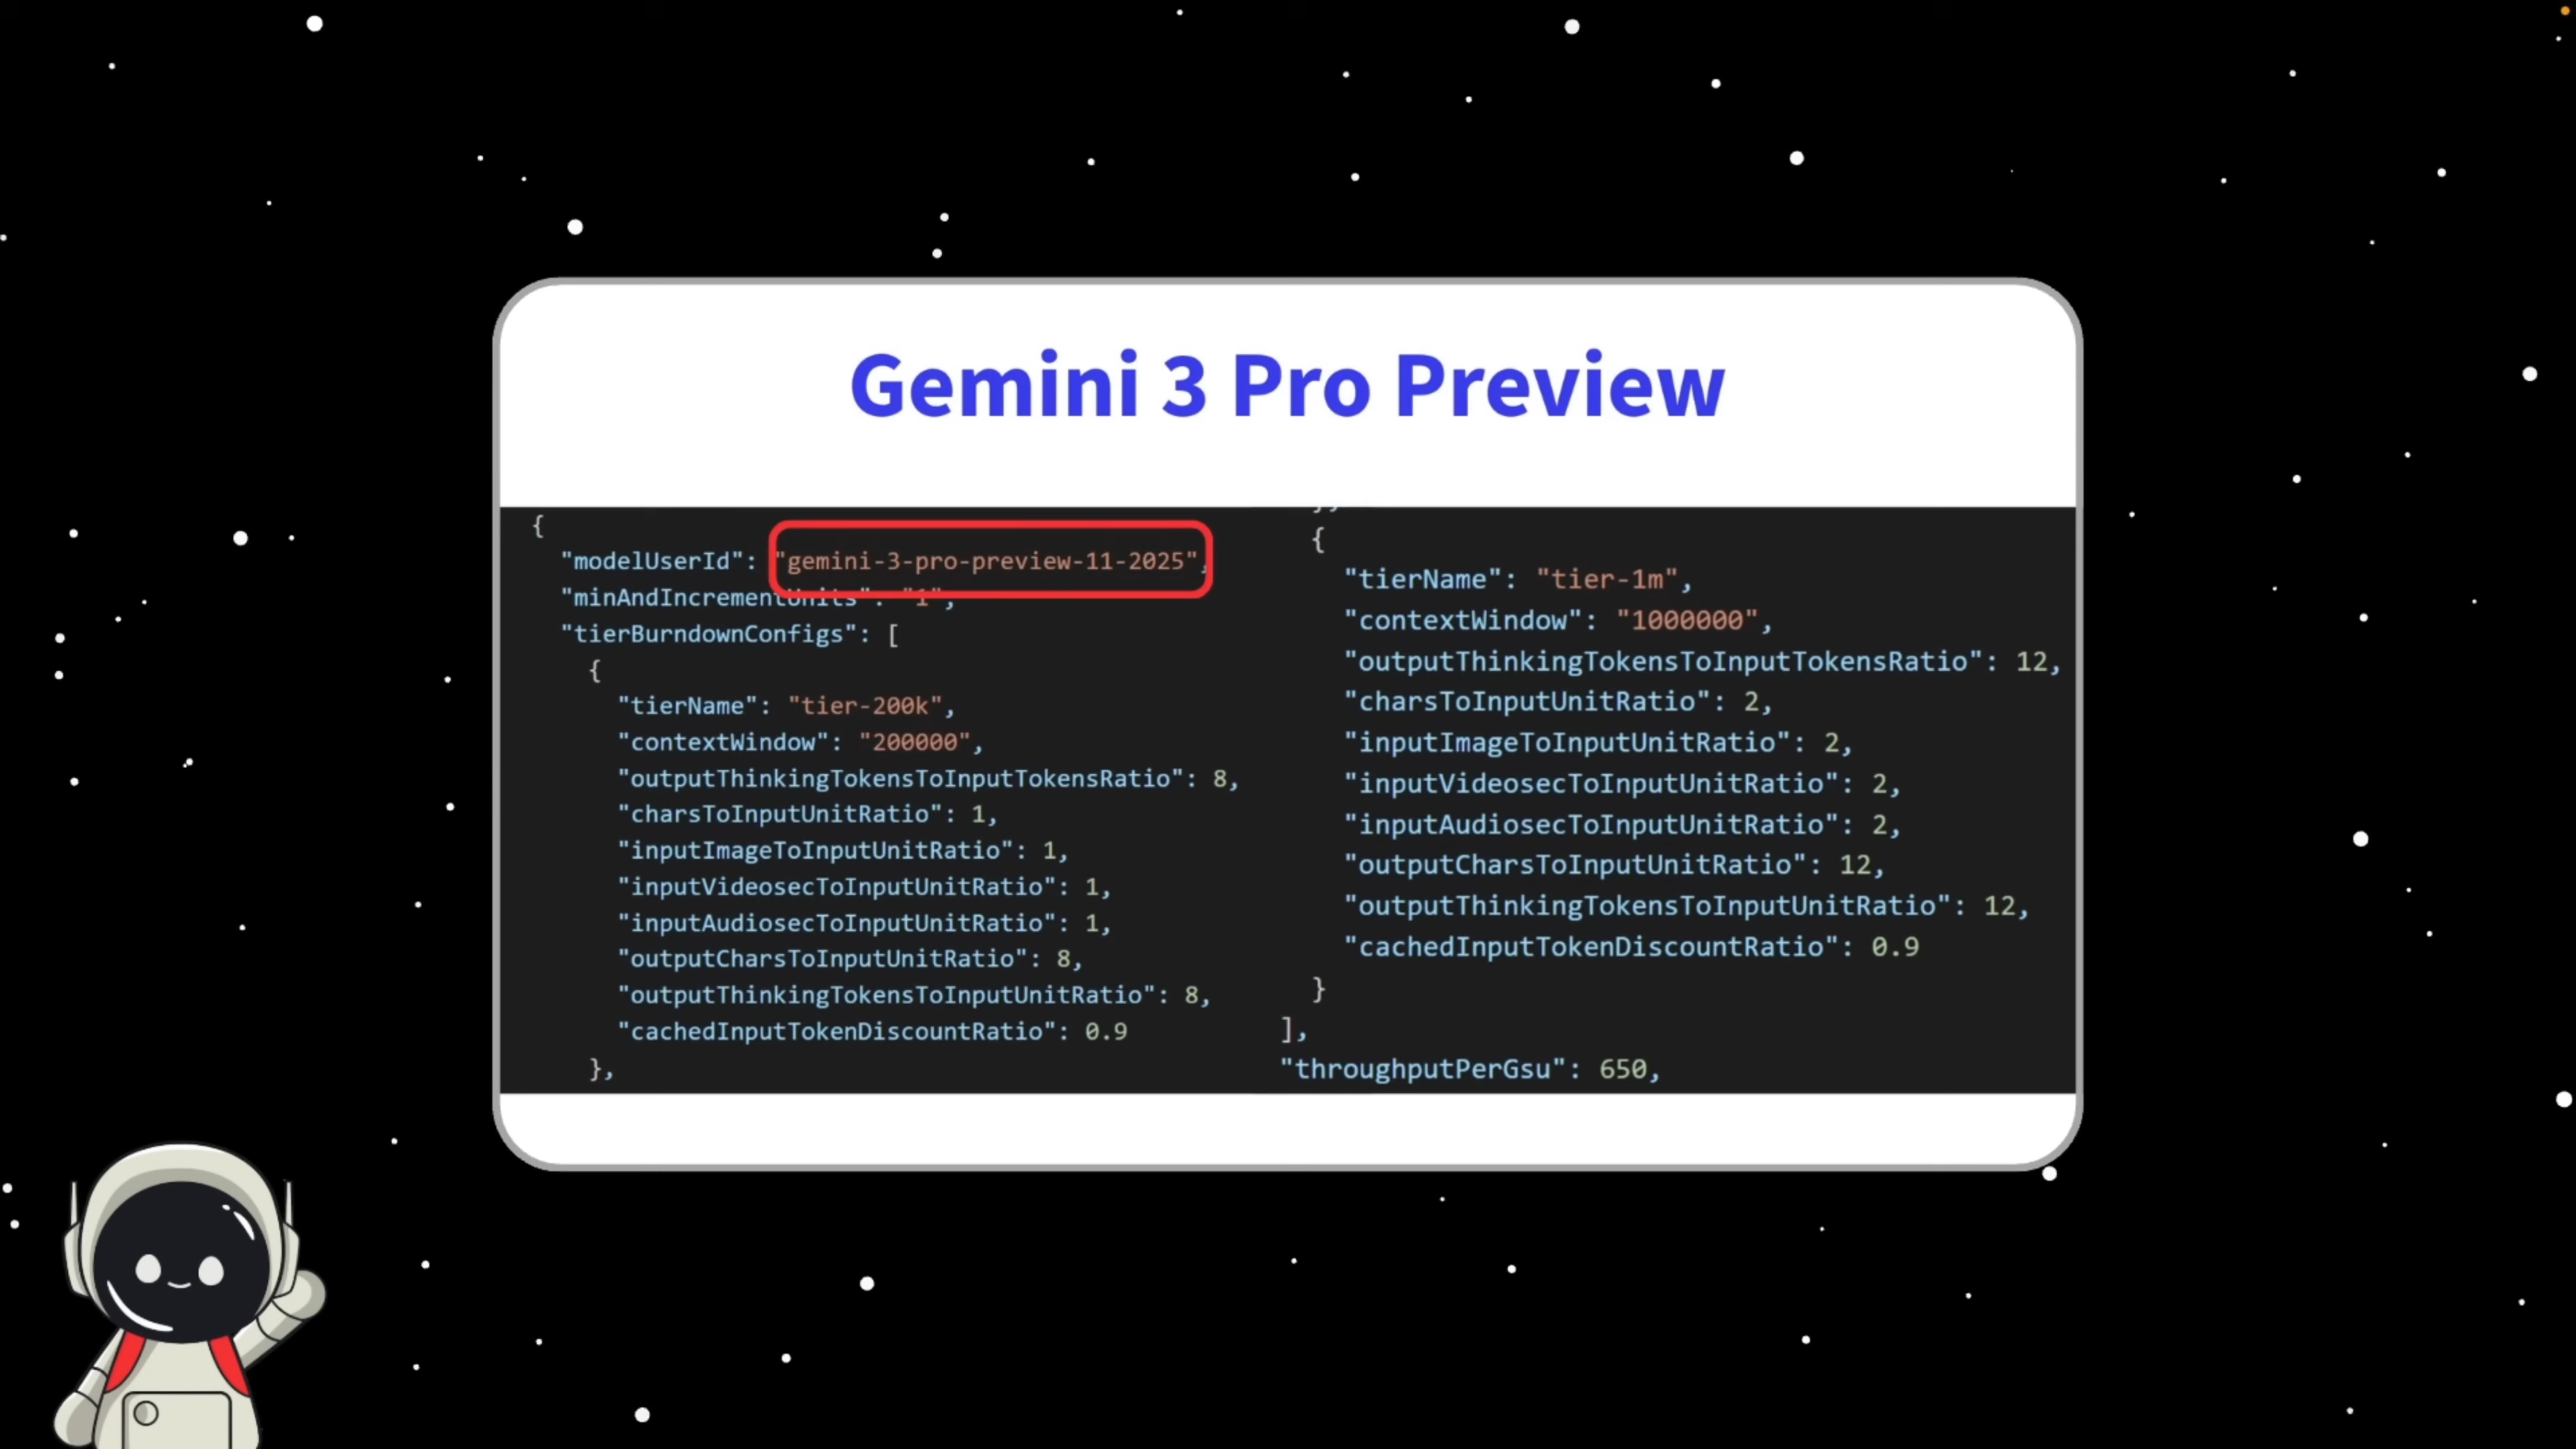 Gemini 3 Pro Preview
{
"modelUserId": "gemini-3-pro-preview-11-2025",
"minAndIncrementUnits": "1",
"tierBurndownConfigs": [
{
"tierName": "tier-200k",
"contextWindow": "200000",
"outputThinkingTokensToInputTokensRatio": 8,
"charsToInputUnitRatio": 1,
"inputImageToInputUnitRatio": 1,
"inputVideosecToInputUnitRatio": 1,
"inputAudiosecToInputUnitRatio": 1,
"outputCharsToInputUnitRatio": 8,
"outputThinkingTokensToInputUnitRatio": 8,
"cachedInputTokenDiscountRatio": 0.9
},
{
"tierName": "tier-1m",
"contextWindow": "1000000",
"outputThinkingTokensToInputTokensRatio": 12,
"charsToInputUnitRatio": 2,
"inputImageToInputUnitRatio": 2,
"inputVideosecToInputUnitRatio": 2,
"inputAudiosecToInputUnitRatio": 2,
"outputCharsToInputUnitRatio": 12,
"outputThinkingTokensToInputUnitRatio": 12,
"cachedInputTokenDiscountRatio": 0.9
}
],
"throughputPerGsu": 650,